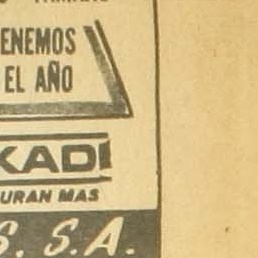 ENEMOS
EL AÑO
KADI
URAN MAS
S. S.A.